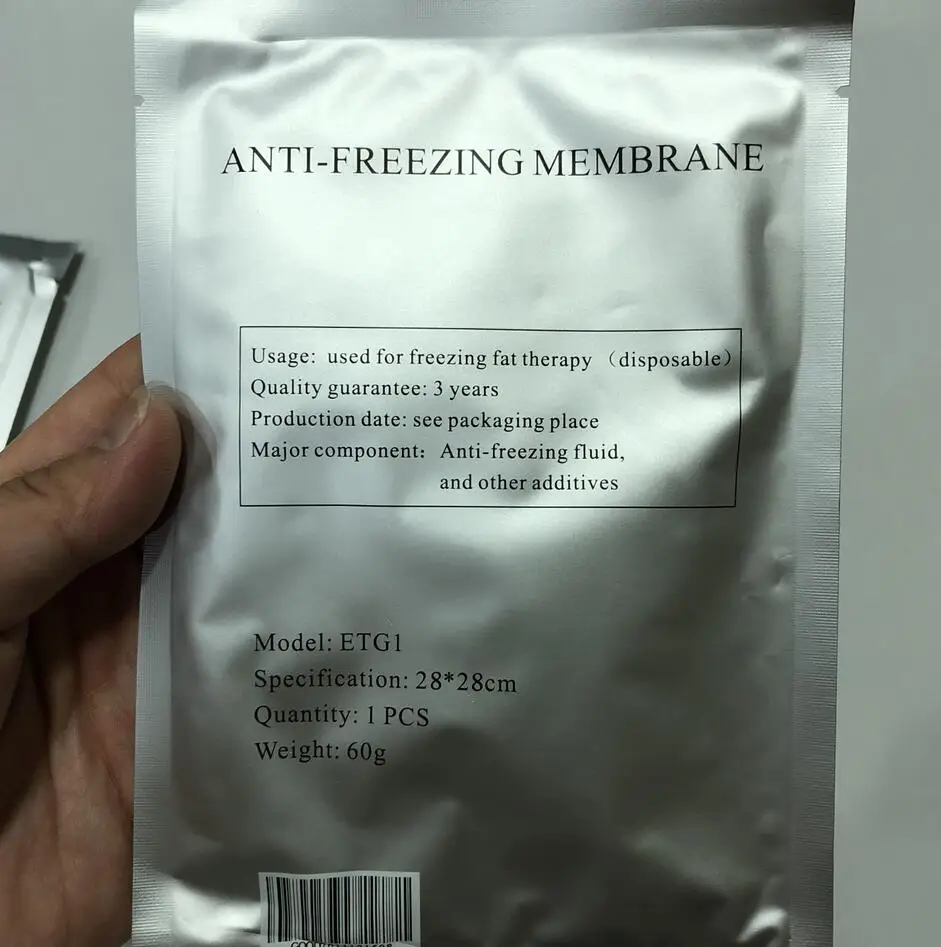 ANTI-FREEZING MEMBRANE
Usage: used for freezing fat therapy （disposable）
Quality guarantee: 3 years
Production date: see packaging place
Major component: Anti-freezing fluid,
and other additives
Model: ETG1
Specification: 28*28cm
Quantity: 1 PCS
Weight: 60g